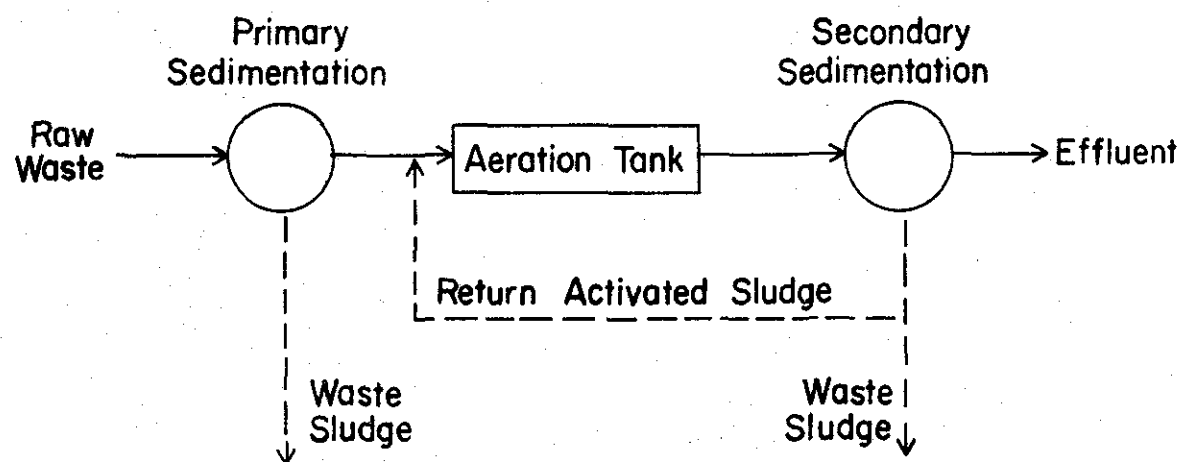 Primary
Sedimentation
Secondary
Sedimentation
Raw
Waste
Aeration Tank
Effluent
Return Activated Sludge
Waste
Sludge
Waste
Sludge